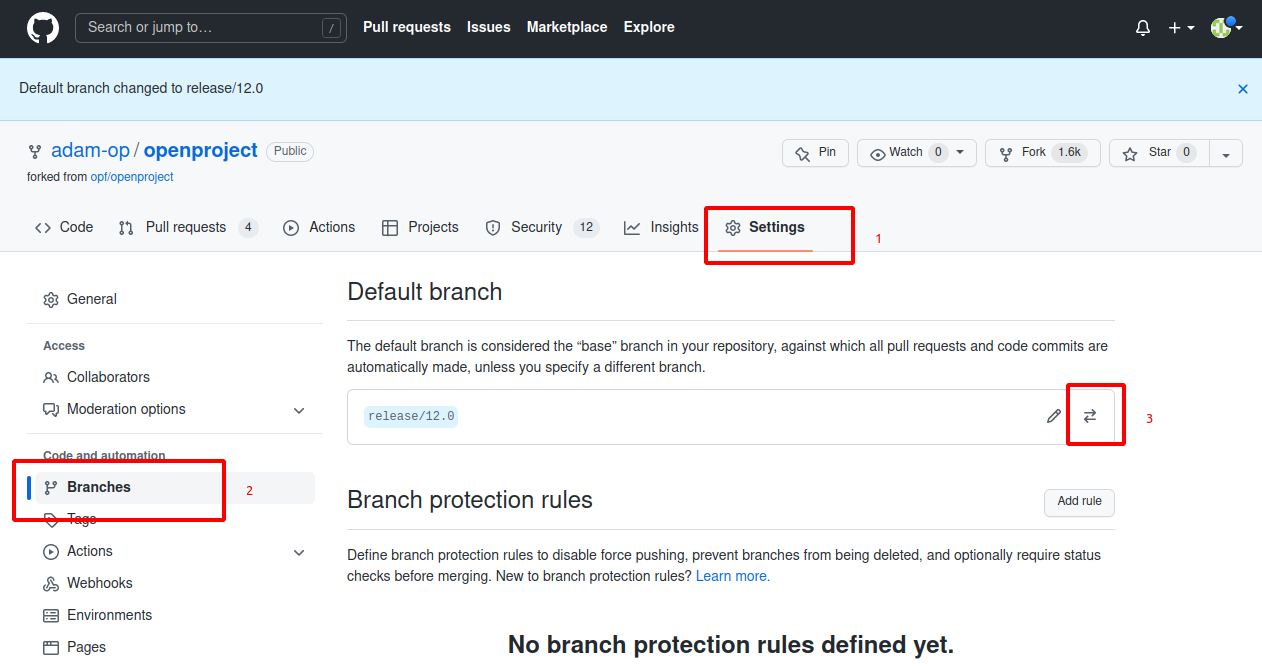 Search or jump to… /
Pull requests Issues Marketplace Explore
Default branch changed to release/12.0
adam-op / openproject Public
forked from opf/openproject
Pin Watch 0 Fork 1.6k Star 0
Code Pull requests 4 Actions Projects Security 12 Insights Settings
1
General
Access
Collaborators
Moderation options
Code and automation
Branches
2
Tags
Actions
Webhooks
Environments
Pages
Default branch
The default branch is considered the “base” branch in your repository, against which all pull requests and code commits are
automatically made, unless you specify a different branch.
release/12.0
3
Branch protection rules
Add rule
Define branch protection rules to disable force pushing, prevent branches from being deleted, and optionally require status
checks before merging. New to branch protection rules? Learn more.
No branch protection rules defined yet.